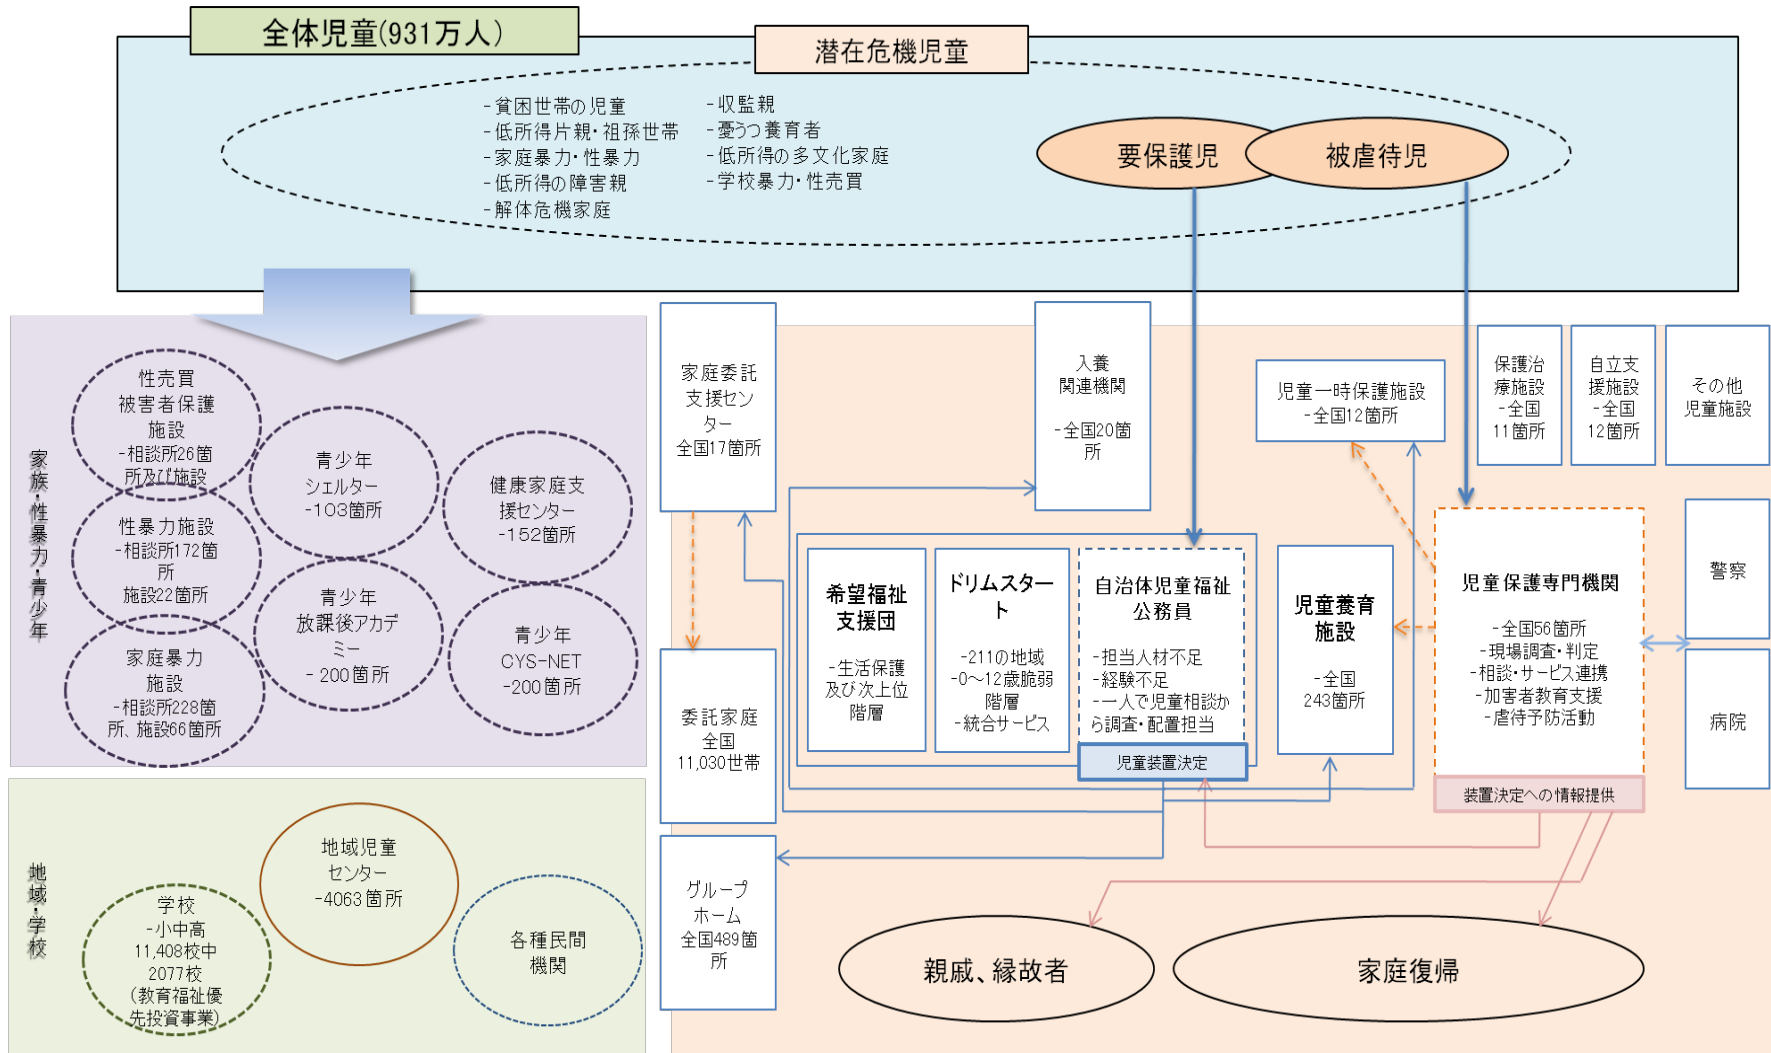 全体児童(931万人)
潜在危機児童
-貧困世帯の児童
-低所得片親・祖孫世帯
-家庭暴力・性暴力
-低所得の障害親
-解体危機家庭
-収監親
-憂うつ養育者
-低所得の多文化家庭
-学校暴力・性売買
要保護児
被虐待児
家族・性暴力・青少年
性売買
被害者保護
施設
-相談所26箇
所及び施設
青少年
シェルター
-103箇所
健康家庭支
援センター
-152箇所
性暴力施設
-相談所172箇
所
施設22箇所
青少年
放課後アカデ
ミー
-200箇所
青少年
CYS-NET
-200箇所
家庭暴力
施設
-相談所228箇
所、施設66箇所
地域・学校
学校
-小中高
11,408校中
2077校
(教育福祉優
先投資事業)
地域児童
センター
-4063箇所
各種民間
機関
家庭委託
支援セン
ター
全国17箇所
委託家庭
全国
11,030世帯
グループ
ホーム
全国489箇
所
入養
関連機関
-全国20箇
所
児童一時保護施設
-全国12箇所
保護治
療施設
-全国
11箇所
自立支
援施設
-全国
12箇所
その他
児童施設
希望福祉
支援団
-生活保護
及び次上位
階層
ドリムスター
ト
-211の地域
-0～12歳脆弱
階層
-統合サービス
自治体児童福祉
公務員
-担当人材不足
-経験不足
-一人で児童相談か
ら調査・配置担当
児童装置決定
児童養育
施設
-全国
243箇所
児童保護専門機関
-全国56箇所
-現場調査・判定
-相談・サービス連携
-加害者教育支援
-虐待予防活動
装置決定への情報提供
警察
病院
親戚、縁故者
家庭復帰